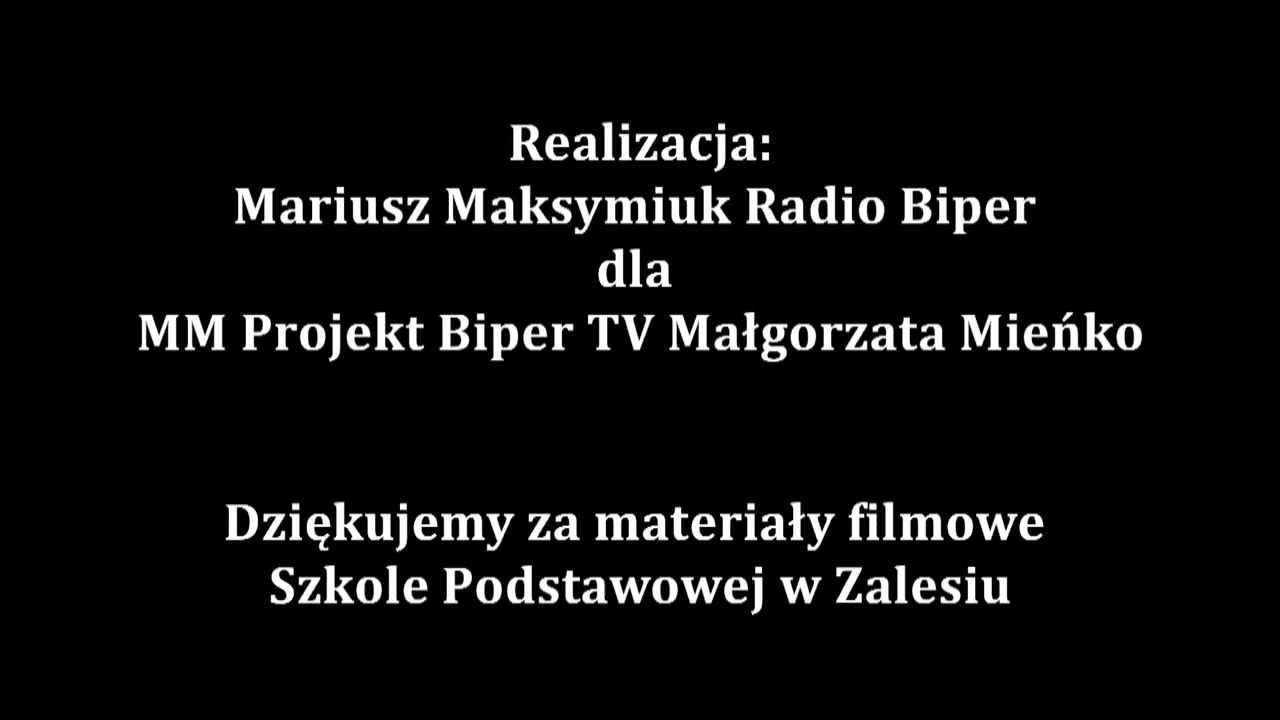 Realizacja:
Mariusz Maksymiuk Radio Biper
dla
MM Projekt Biper TV Małgorzata Mieńko
Dziękujemy za materiały filmowe
Szkole Podstawowej w Zalesiu